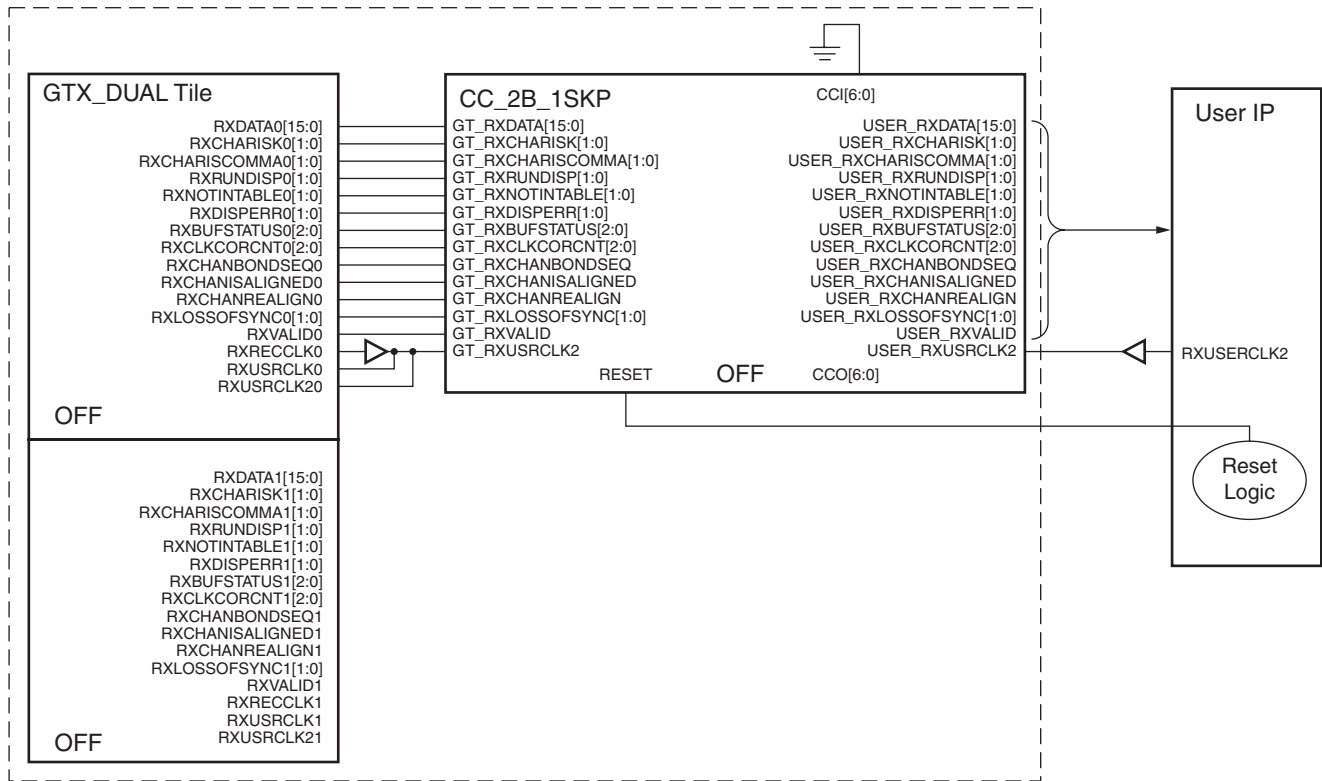 GTX_DUAL Tile
RXDATA0[15:0]
RXCHARISK0[1:0]
RXCHARISCOMMA0[1:0]
RXRUNDISP0[1:0]
RXNOTINTABLE0[1:0]
RXDISPERR0[1:0]
RXBUFSTATUS0[2:0]
RXCLKCORCNT0[2:0]
RXCHANBONDSEQ0
RXCHANISALIGNED0
RXCHANREALIGN0
RXLOSSOFSYNC0[1:0]
RXVALID0
RXRECCLK0
RXUSRCLK0
RXUSRCLK20
OFF
RXDATA1[15:0]
RXCHARISK1[1:0]
RXCHARISCOMMA1[1:0]
RXRUNDISP1[1:0]
RXNOTINTABLE1[1:0]
RXDISPERR1[1:0]
RXBUFSTATUS1[2:0]
RXCLKCORCNT1[2:0]
RXCHANBONDSEQ1
RXCHANISALIGNED1
RXCHANREALIGN1
RXLOSSOFSYNC1[1:0]
RXVALID1
RXRECCLK1
RXUSRCLK1
RXUSRCLK21
OFF
CC_2B_1SKP
CCI[6:0]
GT_RXDATA[15:0]
GT_RXCHARISK[1:0]
GT_RXCHARISCOMMA[1:0]
GT_RXRUNDISP[1:0]
GT_RXNOTINTABLE[1:0]
GT_RXDISPERR[1:0]
GT_RXBUFSTATUS[2:0]
GT_RXCLKCORCNT[2:0]
GT_RXCHANBONDSEQ
GT_RXCHANISALIGNED
GT_RXCHANREALIGN
GT_RXLOSSOFSYNC[1:0]
GT_RXVALID
GT_RXUSRCLK2
USER_RXDATA[15:0]
USER_RXCHARISK[1:0]
USER_RXCHARISCOMMA[1:0]
USER_RXRUNDISP[1:0]
USER_RXNOTINTABLE[1:0]
USER_RXDISPERR[1:0]
USER_RXBUFSTATUS[2:0]
USER_RXCLKCORCNT[2:0]
USER_RXCHANBONDSEQ
USER_RXCHANISALIGNED
USER_RXCHANREALIGN
USER_RXLOSSOFSYNC[1:0]
USER_RXVALID
USER_RXUSRCLK2
RESET
OFF
CCO[6:0]
User IP
RXUSERCLK2
Reset
Logic